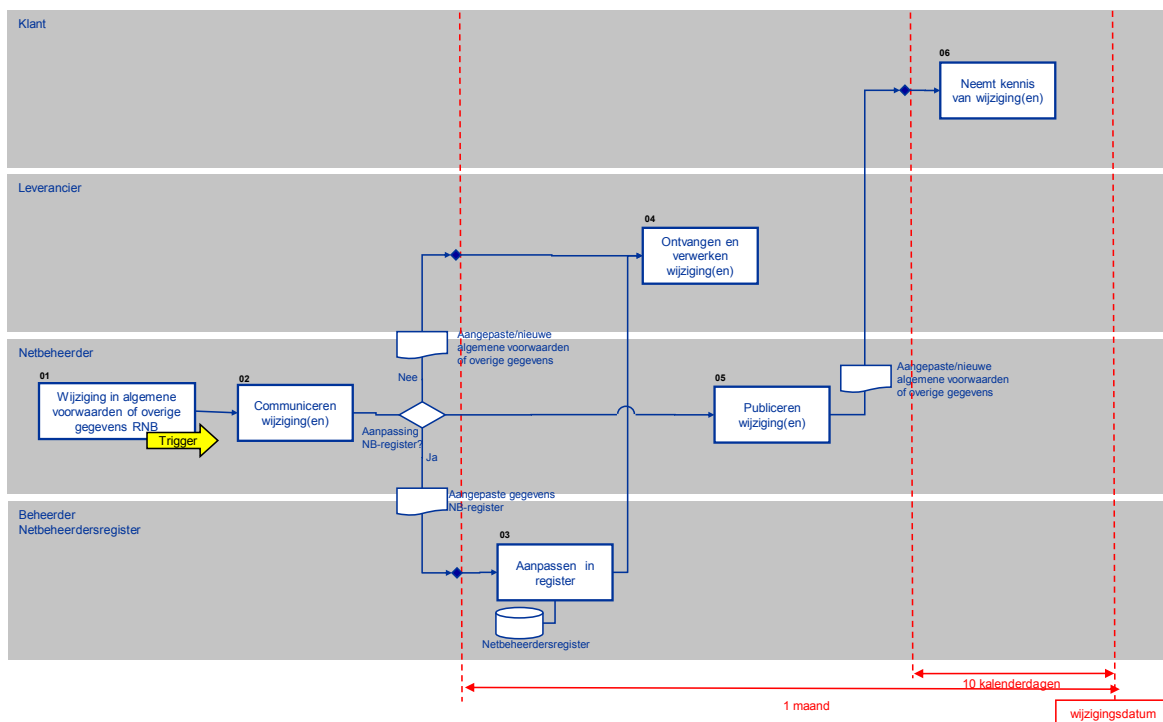 Klant
06
Neemt kennis
van wijziging(en)
Leverancier
04
Ontvangen en
verwerken
wijziging(en)
Aangepaste/nieuwe
algemene voorwaarden
of overige gegevens
Netbeheerder
Nee
01
Wijziging in algemene
voorwaarden of overige
gegevens RNB
Trigger
02
Communiceren
wijziging(en)
Aanpassing
NB-register?
Ja
05
Publiceren
wijziging(en)
Aangepaste/nieuwe
algemene voorwaarden
of overige gegevens
Aangepaste gegevens
NB-register
Beheerder
Netbeheerdersregister
03
Aanpassen in
register
Netbeheerdersregister
10 kalenderdagen
1 maand
wijzigingsdatum